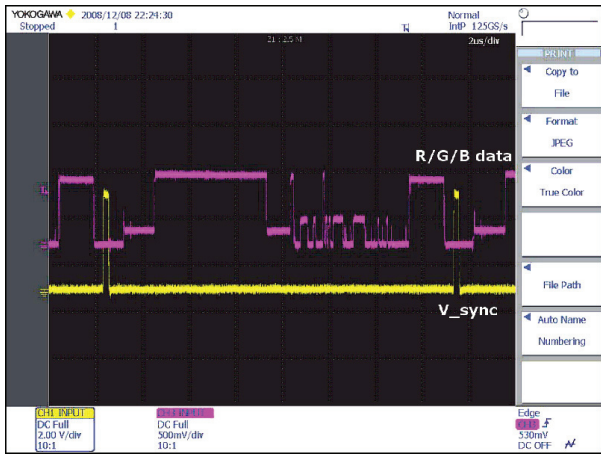 YOKOGAWA 2008/12/08 22:24:30
Normal
Stopped 1
IntP 125GS/s
2us/div
PRINT
Copy to
File
Format
JPEG
R/G/B data
Color
True Color
File Path
V_sync
Auto Name
Numbering
CH1 INPUT
DC Full
2.00 V/div
10:1
DC Full
500mV/div
10:1
Edge
530mV
DC OFF